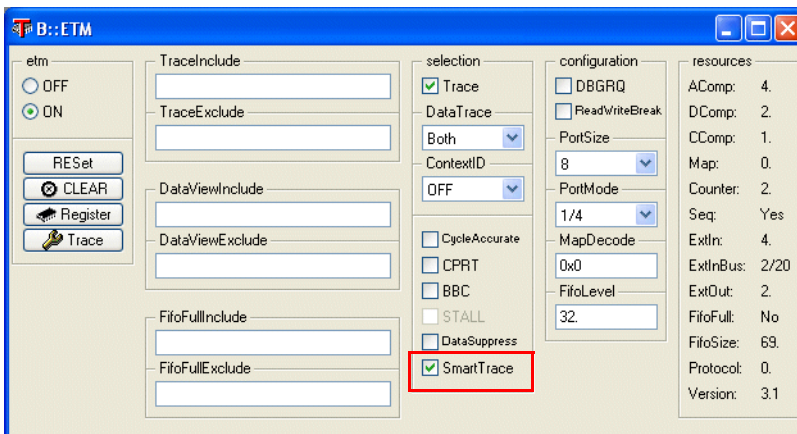 B::ETM
etm
OFF
ON
RESet
CLEAR
Register
Trace
TraceInclude
TraceExclude
DataViewInclude
DataViewExclude
FifoFullInclude
FifoFullExclude
selection
Trace
DataTrace
Both
ContextID
OFF
CycleAccurate
CPRT
BBC
STALL
DataSuppress
SmartTrace
configuration
DBGRQ
ReadWriteBreak
PortSize
8
PortMode
1/4
MapDecode
0x0
FifoLevel
32.
resources
AComp: 4.
DComp: 2.
CComp: 1.
Map: 0.
Counter: 2.
Seq: Yes
ExtIn: 4.
ExtInBus: 2/20
ExtOut: 2.
FifoFull: No
FifoSize: 69.
Protocol: 0.
Version: 3.1